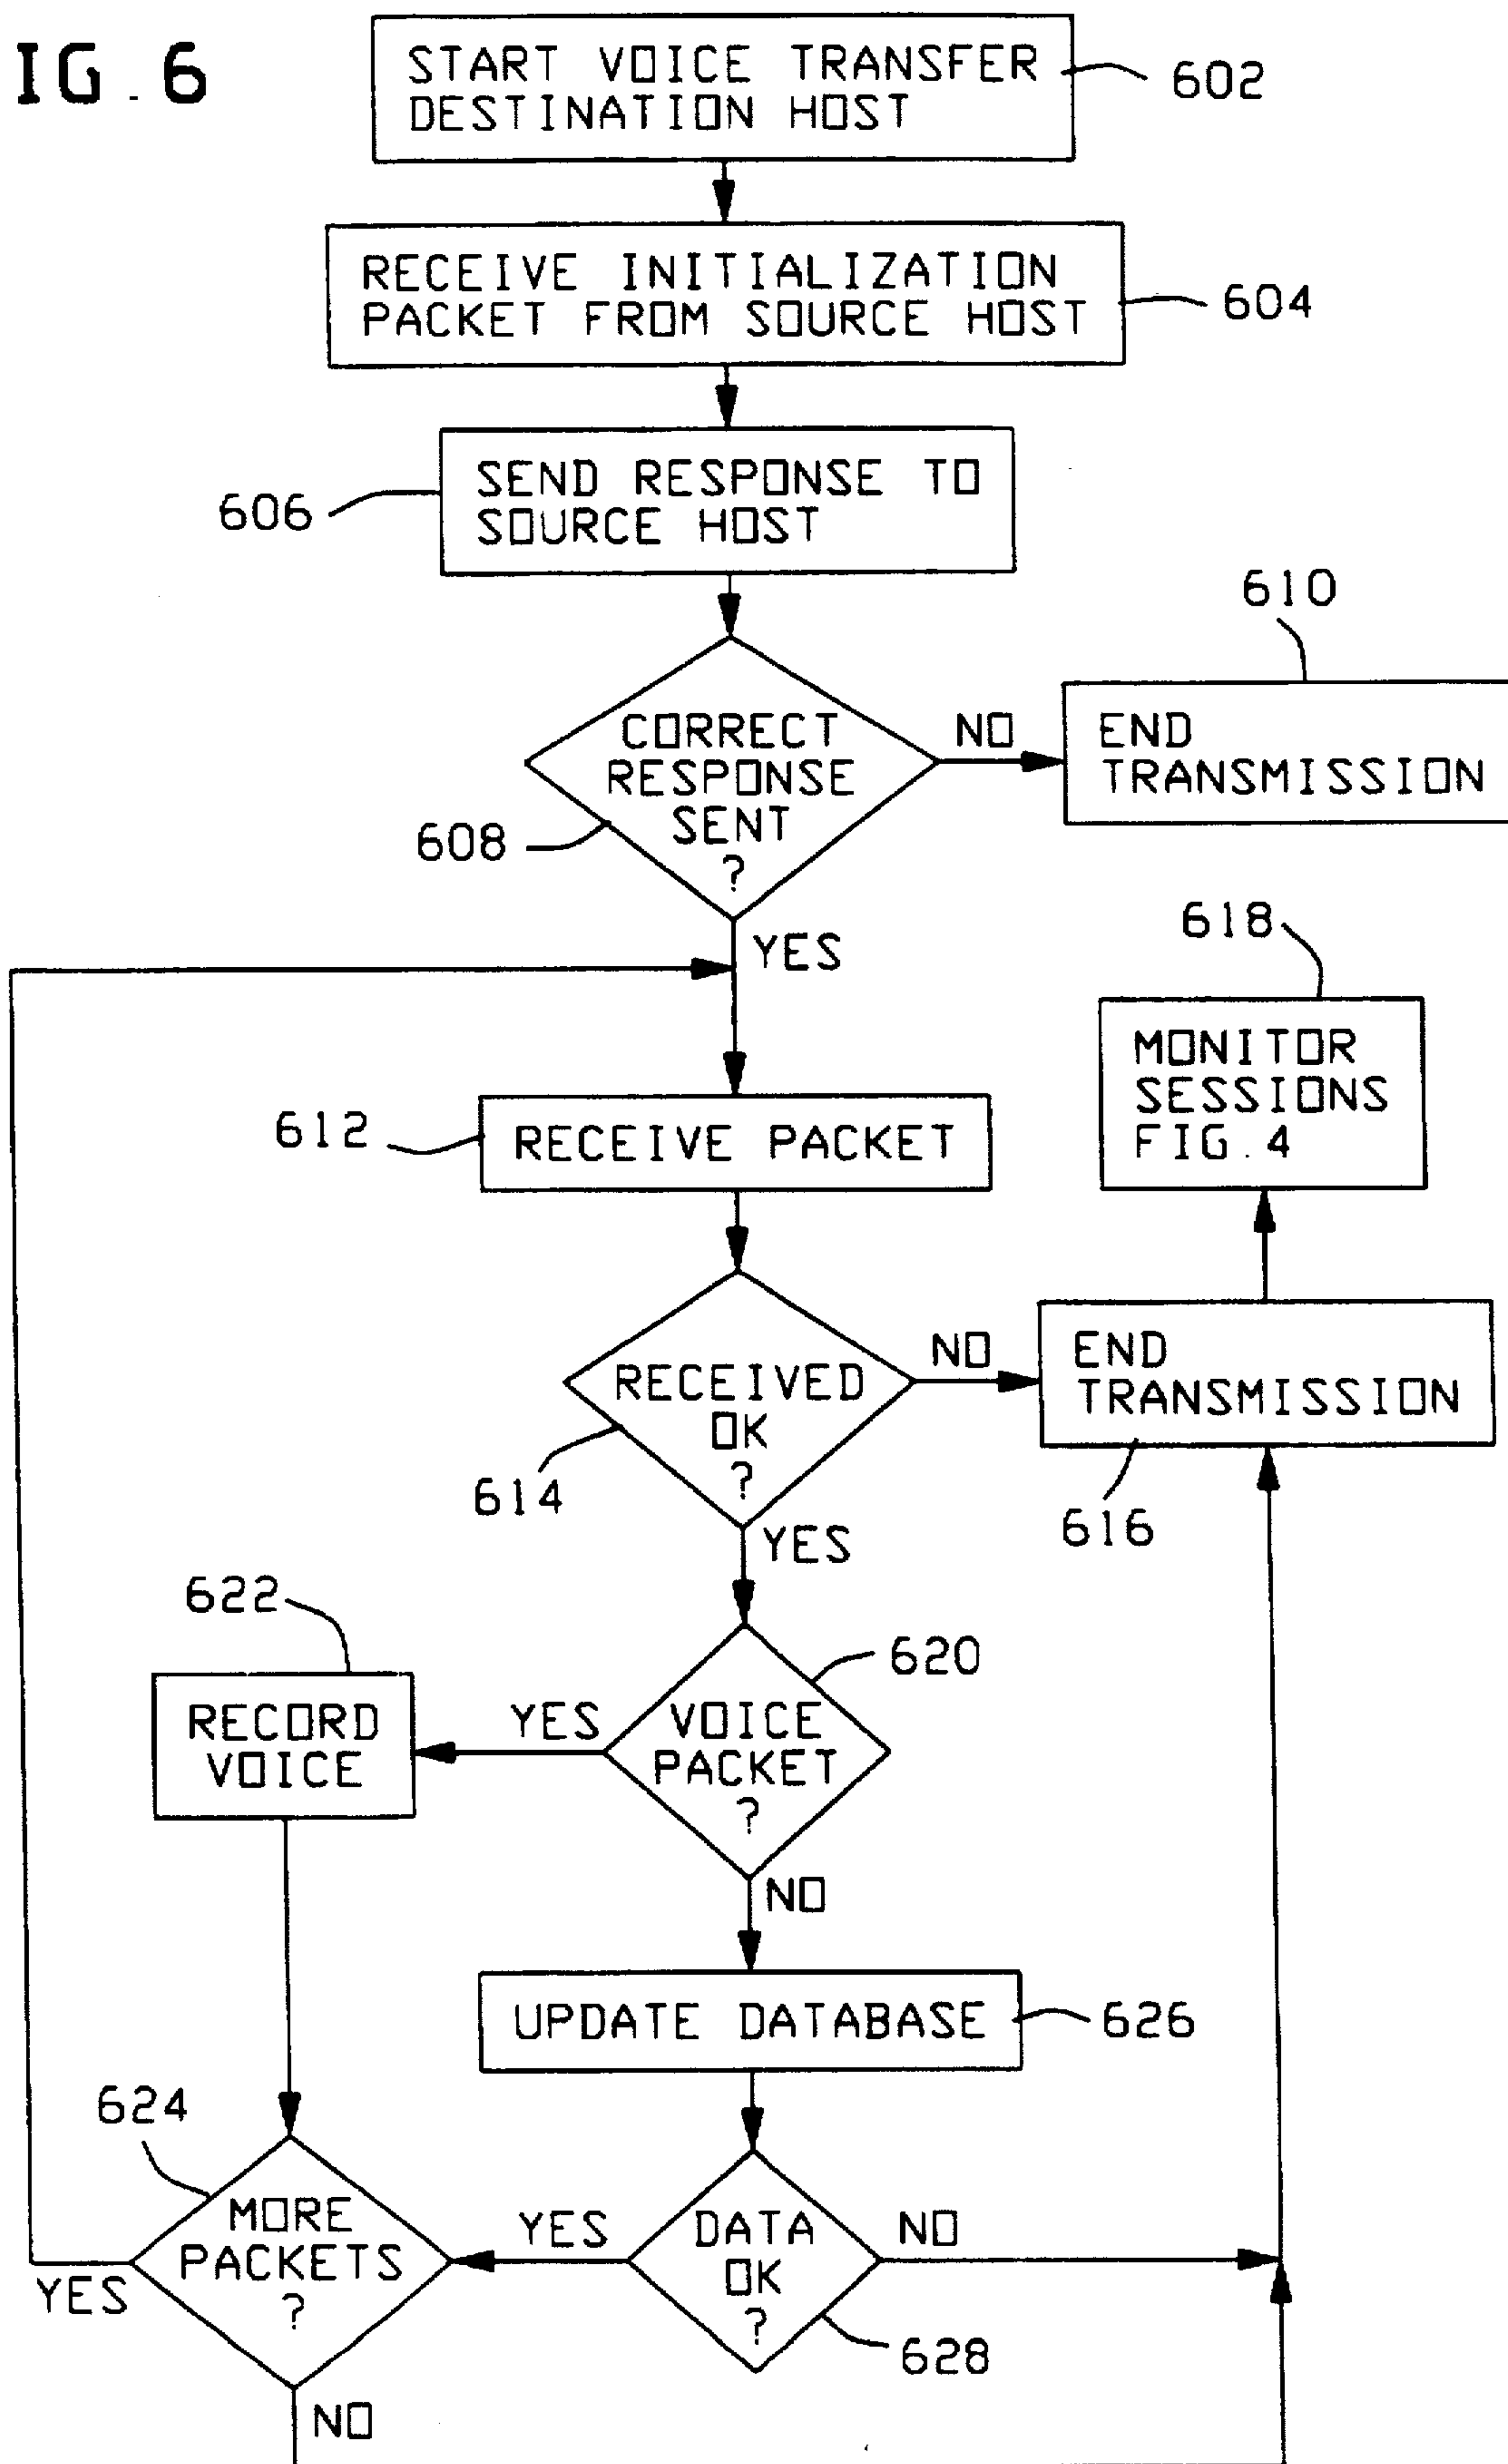 IG.6
START VOICE TRANSFER
DESTINATION HOST
602
RECEIVE INITIALIZATION
PACKET FROM SOURCE HOST
604
SEND RESPONSE TO
SOURCE HOST
606
610
CORRECT
RESPONSE
SENT
?
608
NO
END
TRANSMISSION
YES
618
MONITOR
SESSIONS
FIG.4
612
RECEIVE PACKET
RECEIVED
OK
?
614
NO
END
TRANSMISSION
616
YES
622
620
RECORD
VOICE
YES
VOICE
PACKET
?
NO
UPDATE DATABASE
626
624
MORE
PACKETS
?
YES
YES
DATA
OK
?
NO
628
NO